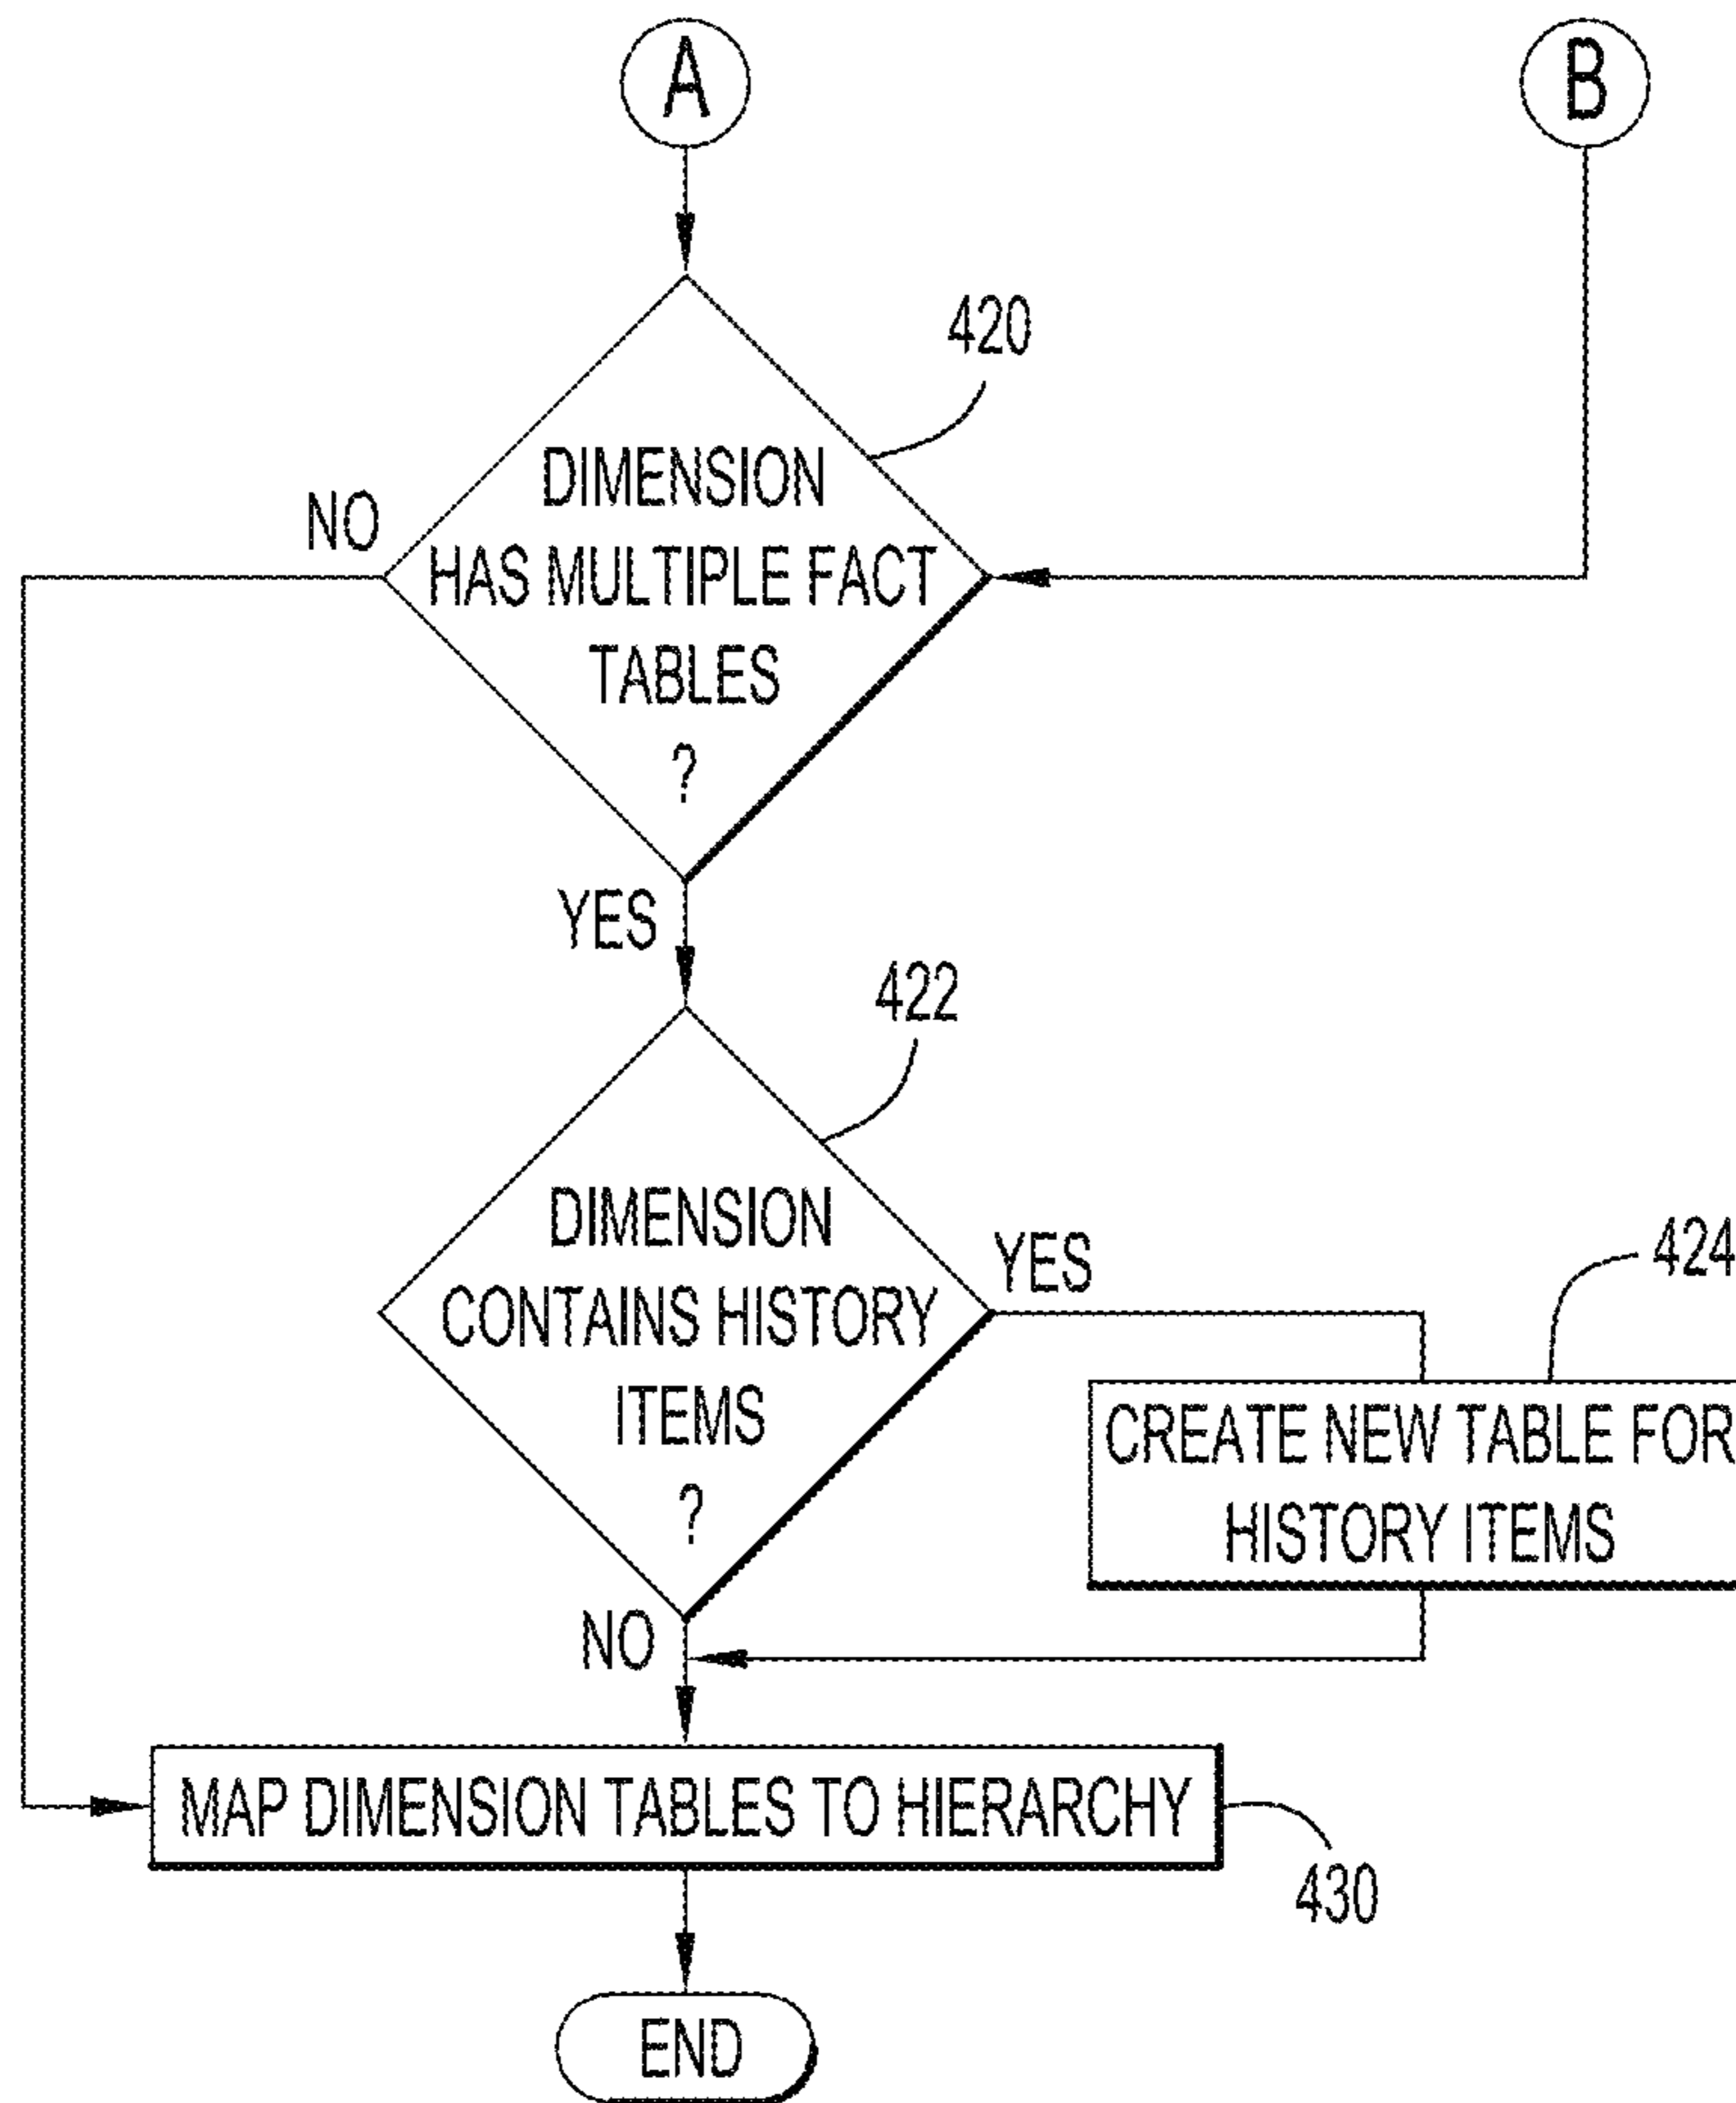 A
B
420
DIMENSION
HAS MULTIPLE FACT
TABLES
?
NO
YES
422
DIMENSION
CONTAINS HISTORY
ITEMS
?
YES
424
CREATE NEW TABLE FOR
HISTORY ITEMS
NO
MAP DIMENSION TABLES TO HIERARCHY
430
END